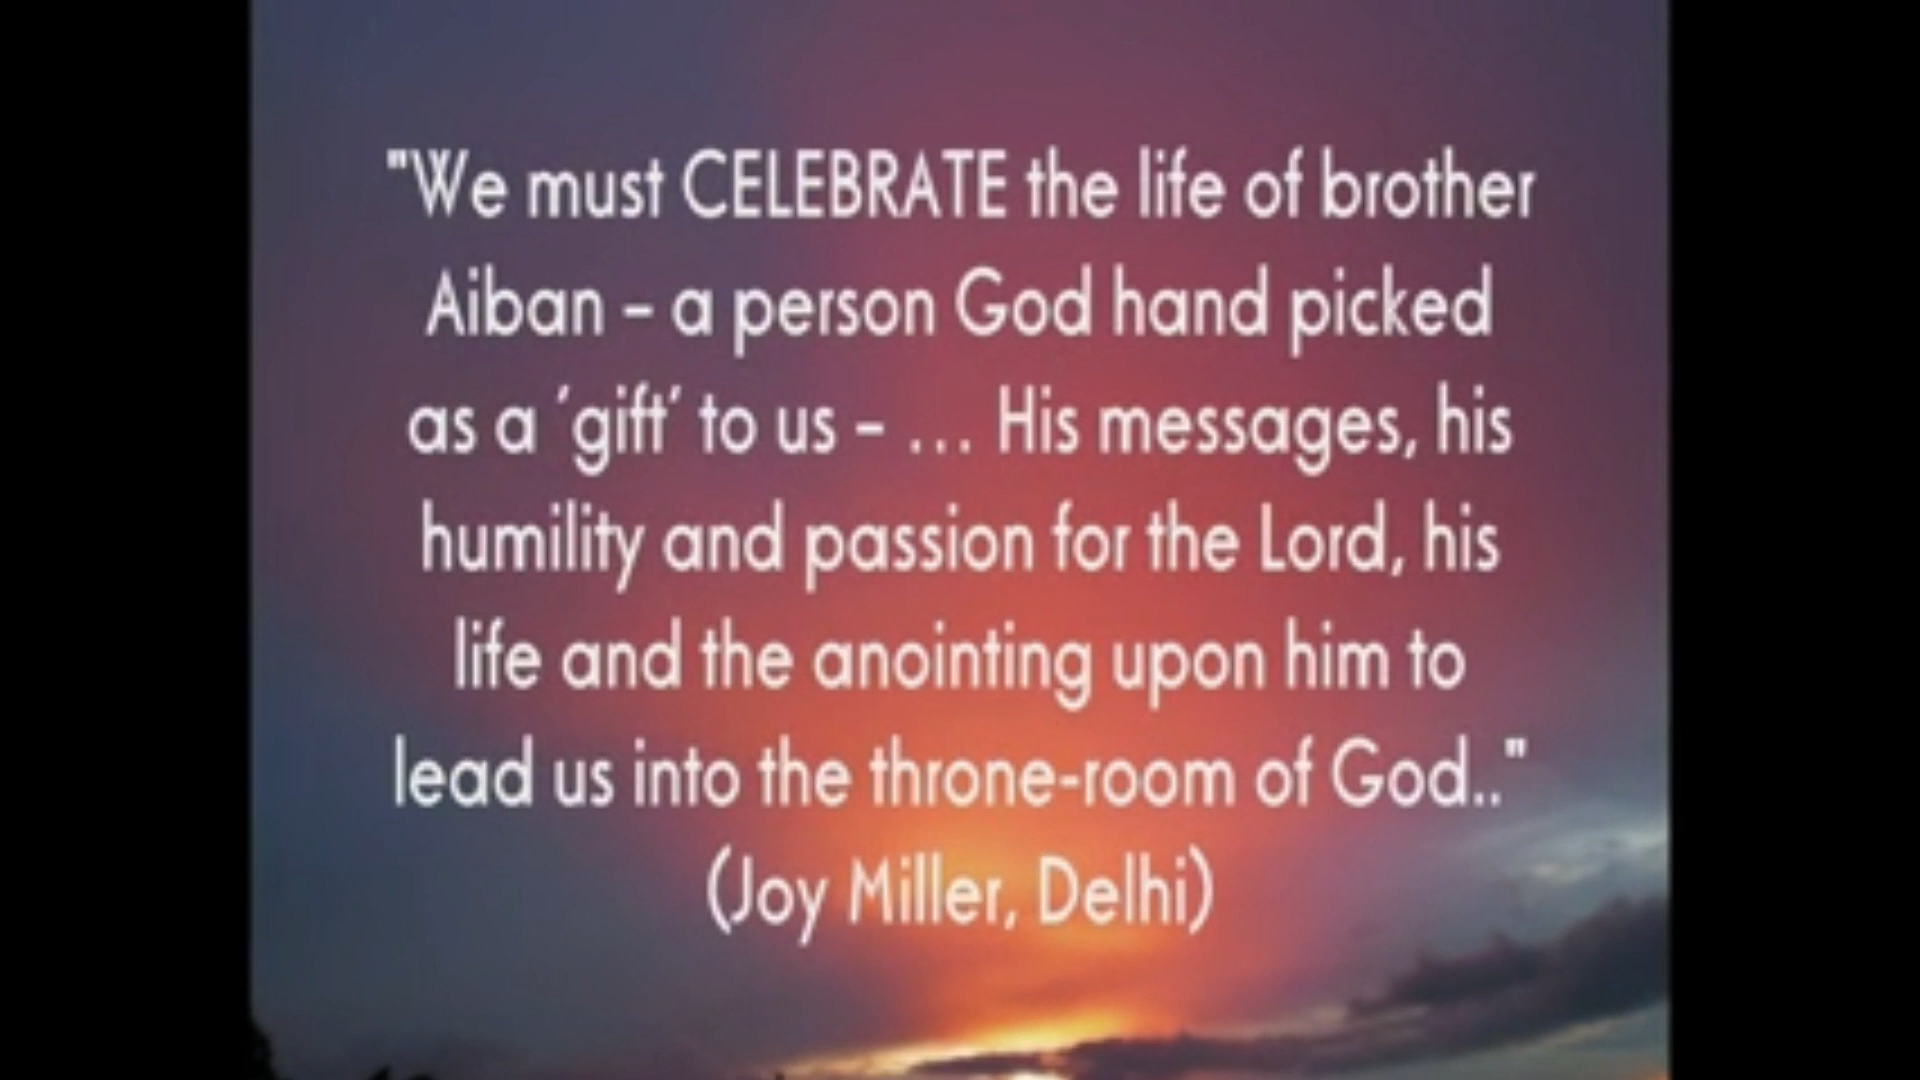 "We must CELEBRATE the life of brother
Aiban – a person God hand picked
as a 'gift' to us – ... His messages, his
humility and passion for the Lord, his
life and the anointing upon him to
lead us into the throne-room of God.."
(Joy Miller, Delhi)